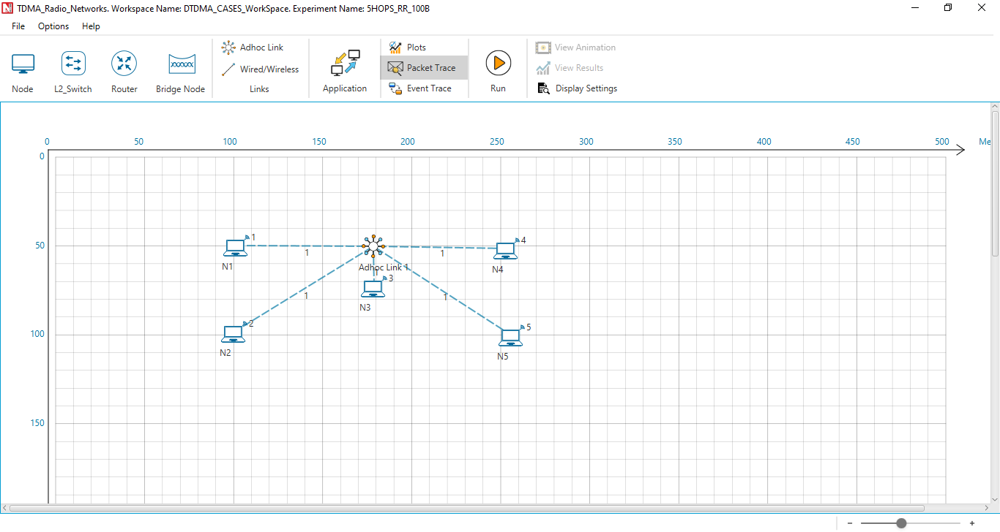 TDMA_Radio_Networks. Workspace Name: DTDMA_CASES_WorkSpace. Experiment Name: 5HOPS_RR_100B
File Options Help
Node
L2_Switch
Router
Bridge Node
Adhoc Link
Wired/Wireless
Links
Application
Plots
Packet Trace
Event Trace
Run
View Animation
View Results
Display Settings
0 50 100 150 200 250 300 350 400 450 500 Me
0
50
100
150
1
N1
1
Adhoc Link 1
1
1
4
N4
3
N3
1
2
N2
1
5
N5